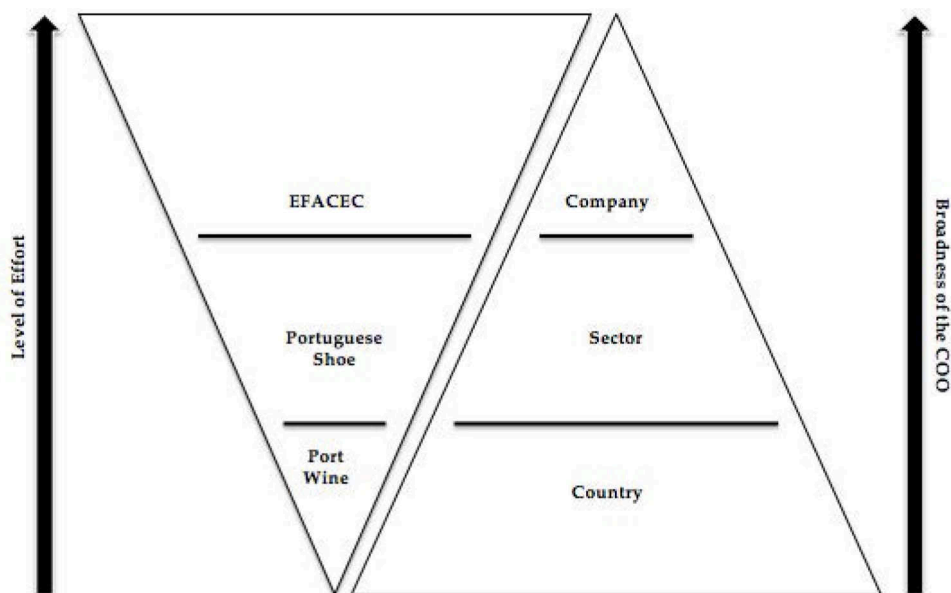 Level of Effort
EFACEC
Portuguese
Shoe
Port
Wine
Company
Sector
Country
Broadness of the COO